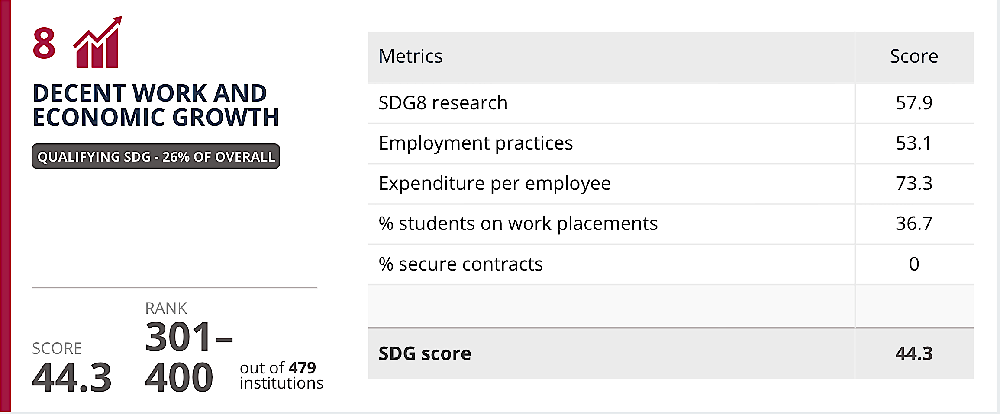 8
DECENT WORK AND
ECONOMIC GROWTH
QUALIFYING SDG - 26% OF OVERALL
RANK
301–
400
SCORE
44.3
out of 479
institutions
Metrics Score
SDG8 research 57.9
Employment practices 53.1
Expenditure per employee 73.3
% students on work placements 36.7
% secure contracts 0
SDG score 44.3